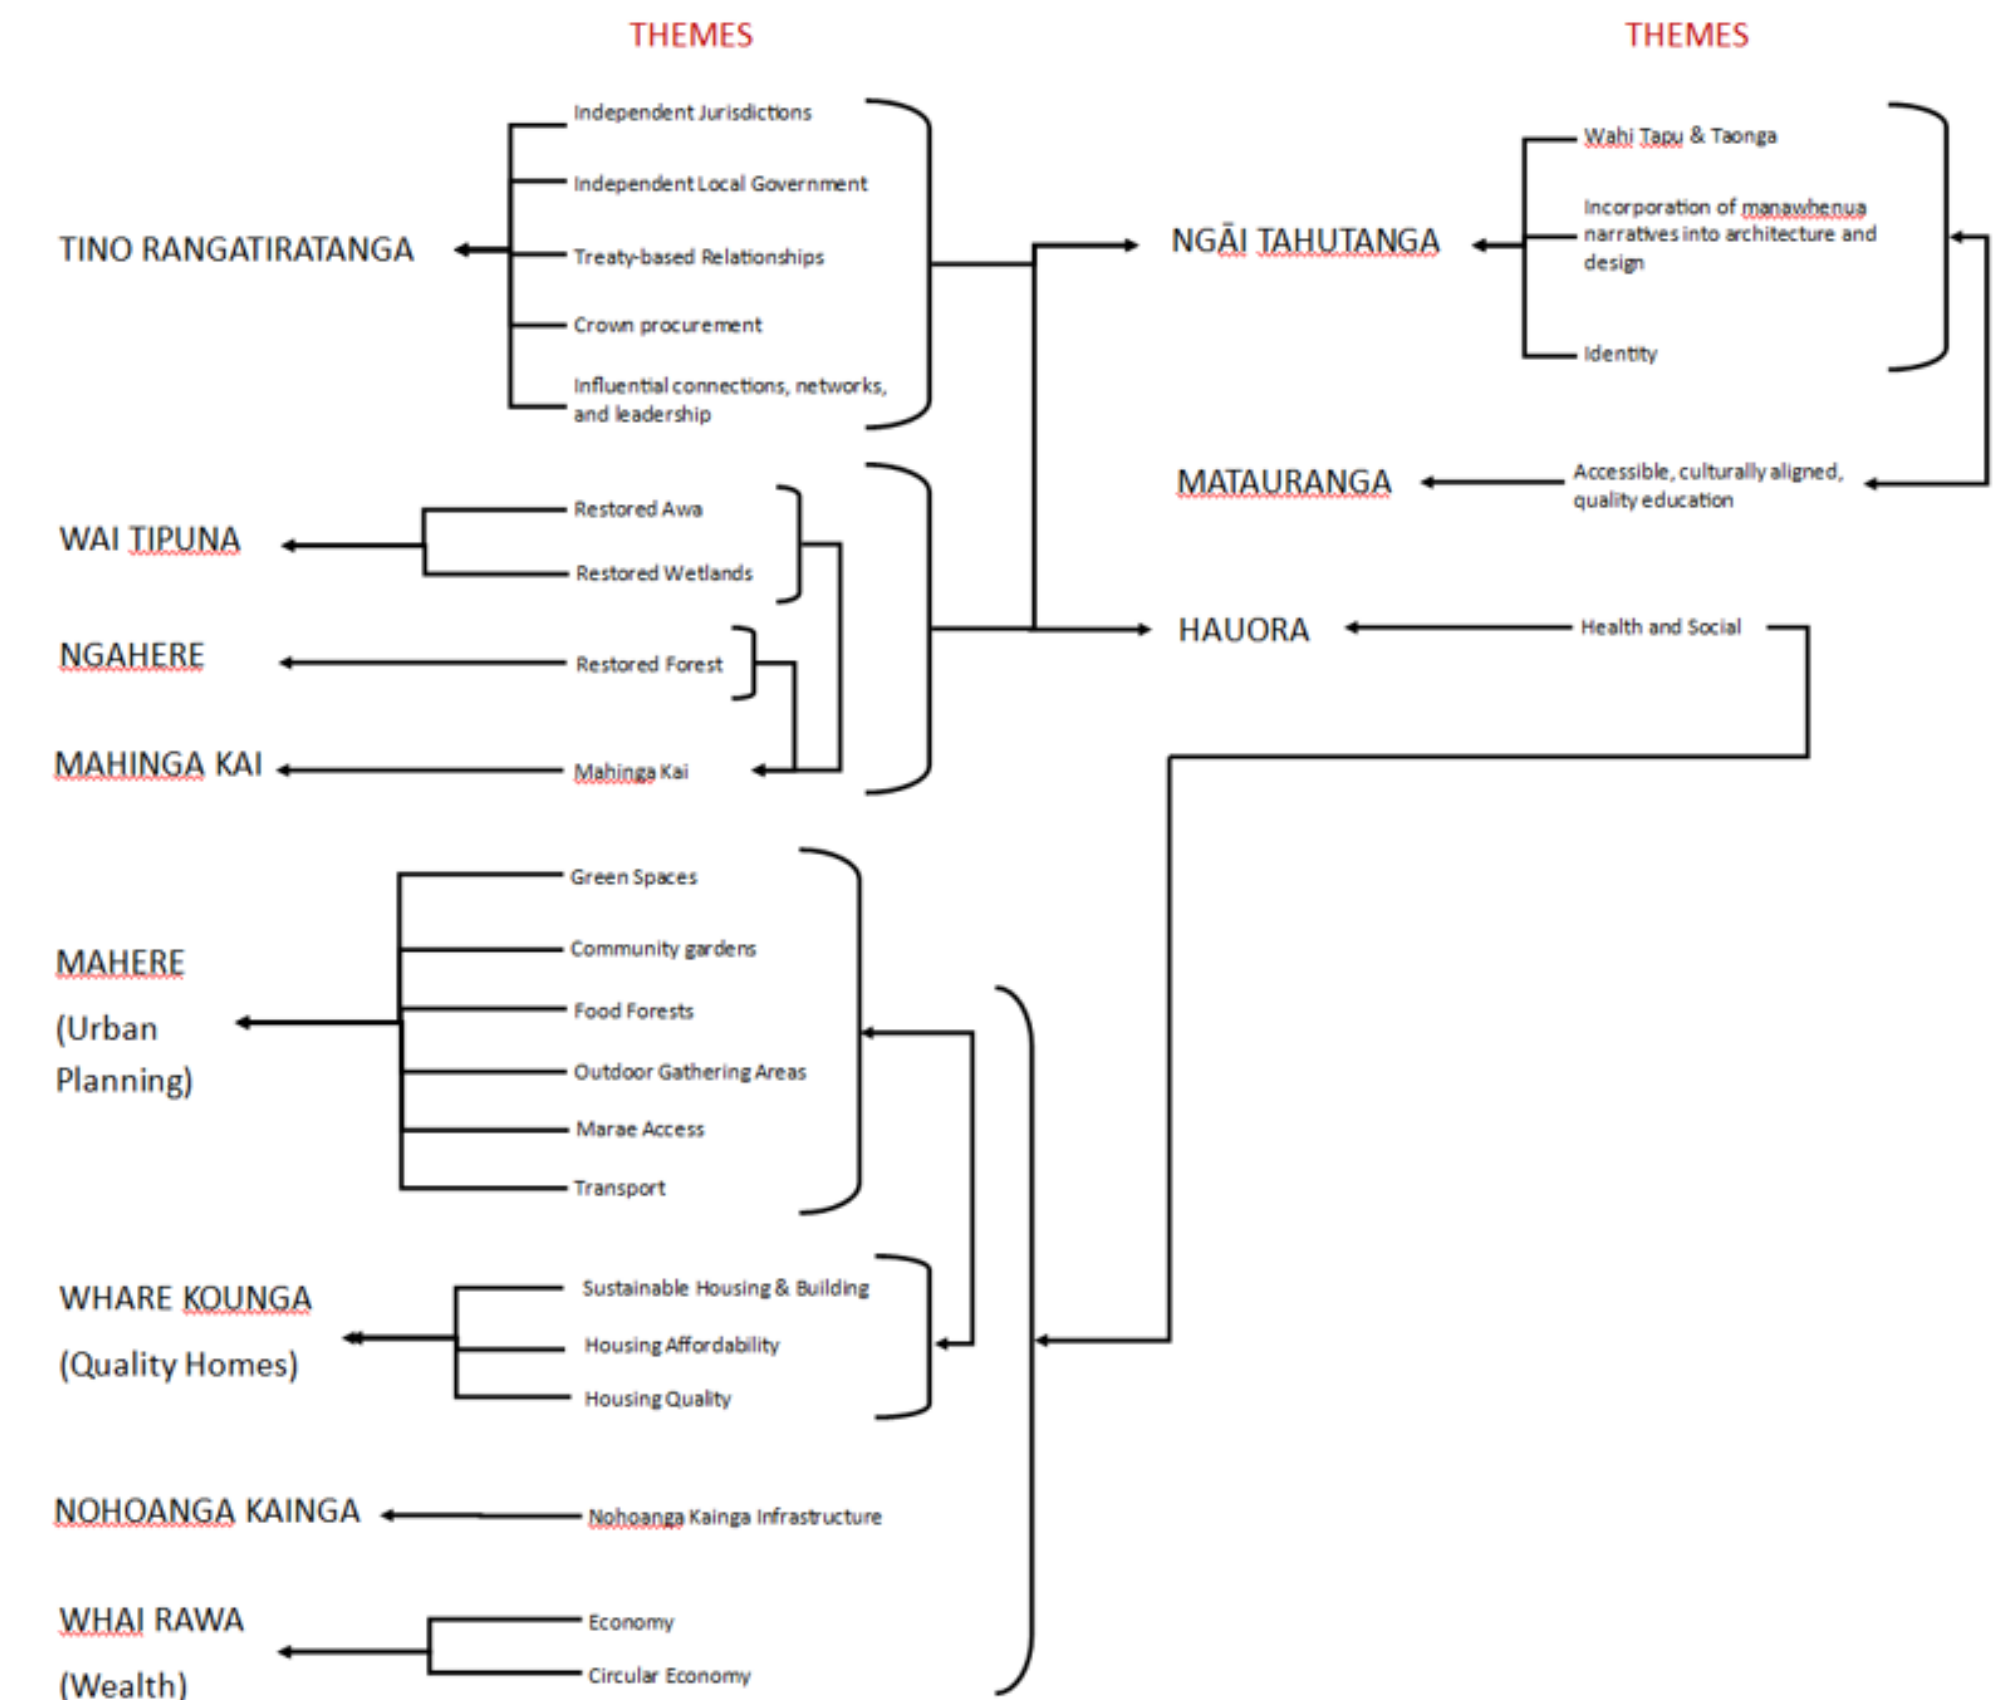 THEMES
Independent Jurisdictions
Independent Local Government
TINO RANGATIRATANGA
Treaty-based Relationships
Crown procurement
Influential connections, networks,
and leadership
Restored Awa
WAI TIPUNA
Restored Wetlands
NGAHERE
Restored Forest
MAHINGA KAI
Mahinga Kai
Green Spaces
Community gardens
MAHERE
(Urban
Planning)
Food Forests
Outdoor Gathering Areas
Marae Access
Transport
WHARE KOUNGA
(Quality Homes)
Sustainable Housing & Building
Housing Affordability
Housing Quality
NOHOANGA KAINGA
Nohoanga Kainga Infrastructure
WHAI RAWA
(Wealth)
Economy
Circular Economy
THEMES
Wahi Tapu & Taonga
NGĀI TAHUTANGA
Incorporation of manawhenua
narratives into architecture and
design
Identity
MATAURANGA
Accessible, culturally aligned,
quality education
HAUORA
Health and Social